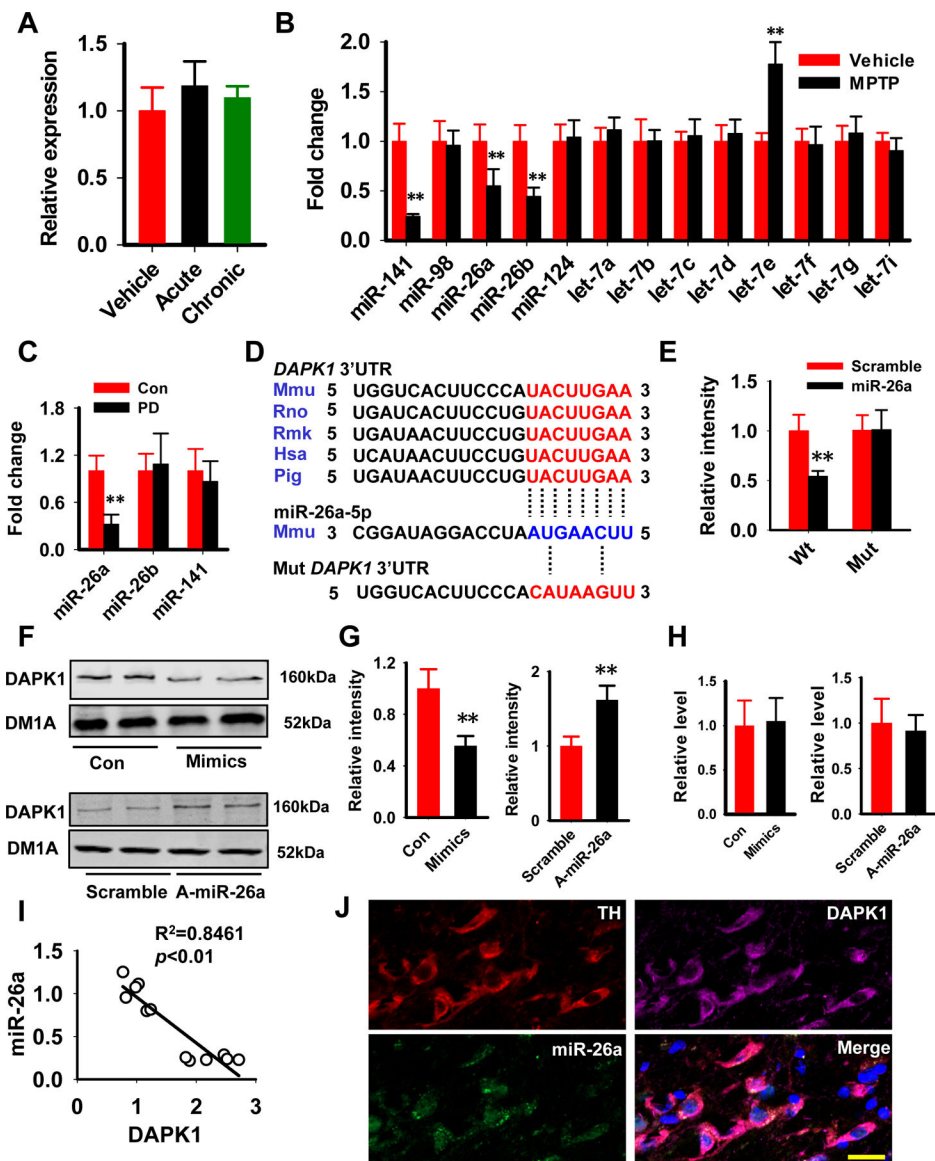 A
Relative expression
1.5
1.0
0.5
0.0
Vehicle
Acute
Chronic
B
Fold change
2.0
1.5
1.0
0.5
0.0
Vehicle
MPTP
**
**
**
**
miR-141
miR-98
miR-26a
miR-26b
miR-124
let-7a
let-7b
let-7c
let-7d
let-7e
let-7f
let-7g
let-7i
C
Fold change
1.6
1.2
0.8
0.4
0.0
Con
PD
**
miR-26a
miR-26b
miR-141
D
DAPK1 3'UTR
Mmu 5 UGGUCACUUCCCAUACUUGAA 3
Rno 5 UGAUCACUUCCUGUACUUGAA 3
Rmk 5 UGAUAACUUCCUGUACUUGAA 3
Hsa 5 UCAUAACUUCCUGUACUUGAA 3
Pig 5 UGAUAACUUCCUGUACUUGAA 3
miR-26a-5p
Mmu 3 CGGAUAGGACCUAAUGAACUU 5
Mut DAPK1 3'UTR
5 UGGUCACUUCCCACAUAAGUU 3
E
Relative intensity
1.5
1.0
0.5
0.0
Scramble
miR-26a
**
Wt
Mut
F
DAPK1
160kDa
DM1A
52kDa
Con
Mimics
DAPK1
160kDa
DM1A
52kDa
Scramble
A-miR-26a
G
Relative intensity
1.2
0.8
0.4
0.0
**
Con
Mimics
Relative intensity
2
1
0
**
Scramble
A-miR-26a
H
Relative level
1.5
1.0
0.5
0.0
Con
Mimics
Relative level
1.5
1.0
0.5
0.0
Scramble
A-miR-26a
I
R2=0.8461
p<0.01
miR-26a
1.5
1.0
0.5
0.0
0
1
2
3
DAPK1
J
TH
DAPK1
miR-26a
Merge